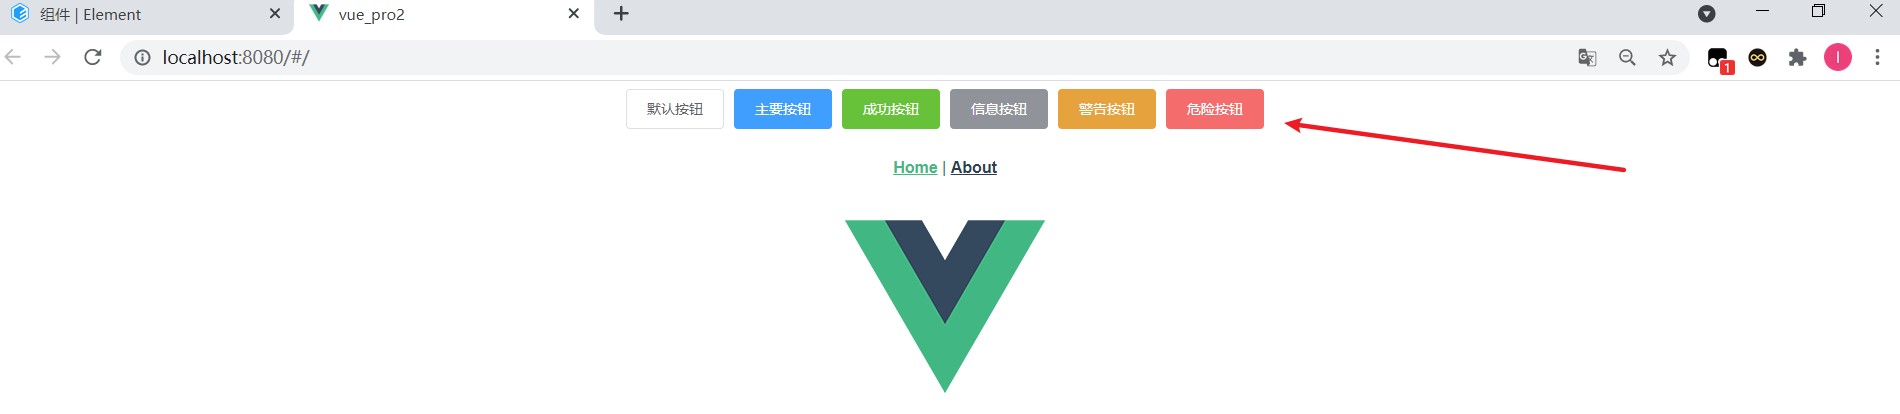 组件 | Element
vue_pro2
localhost:8080/#/
1
I
默认按钮 主要按钮 成功按钮 信息按钮 警告按钮 危险按钮
Home | About